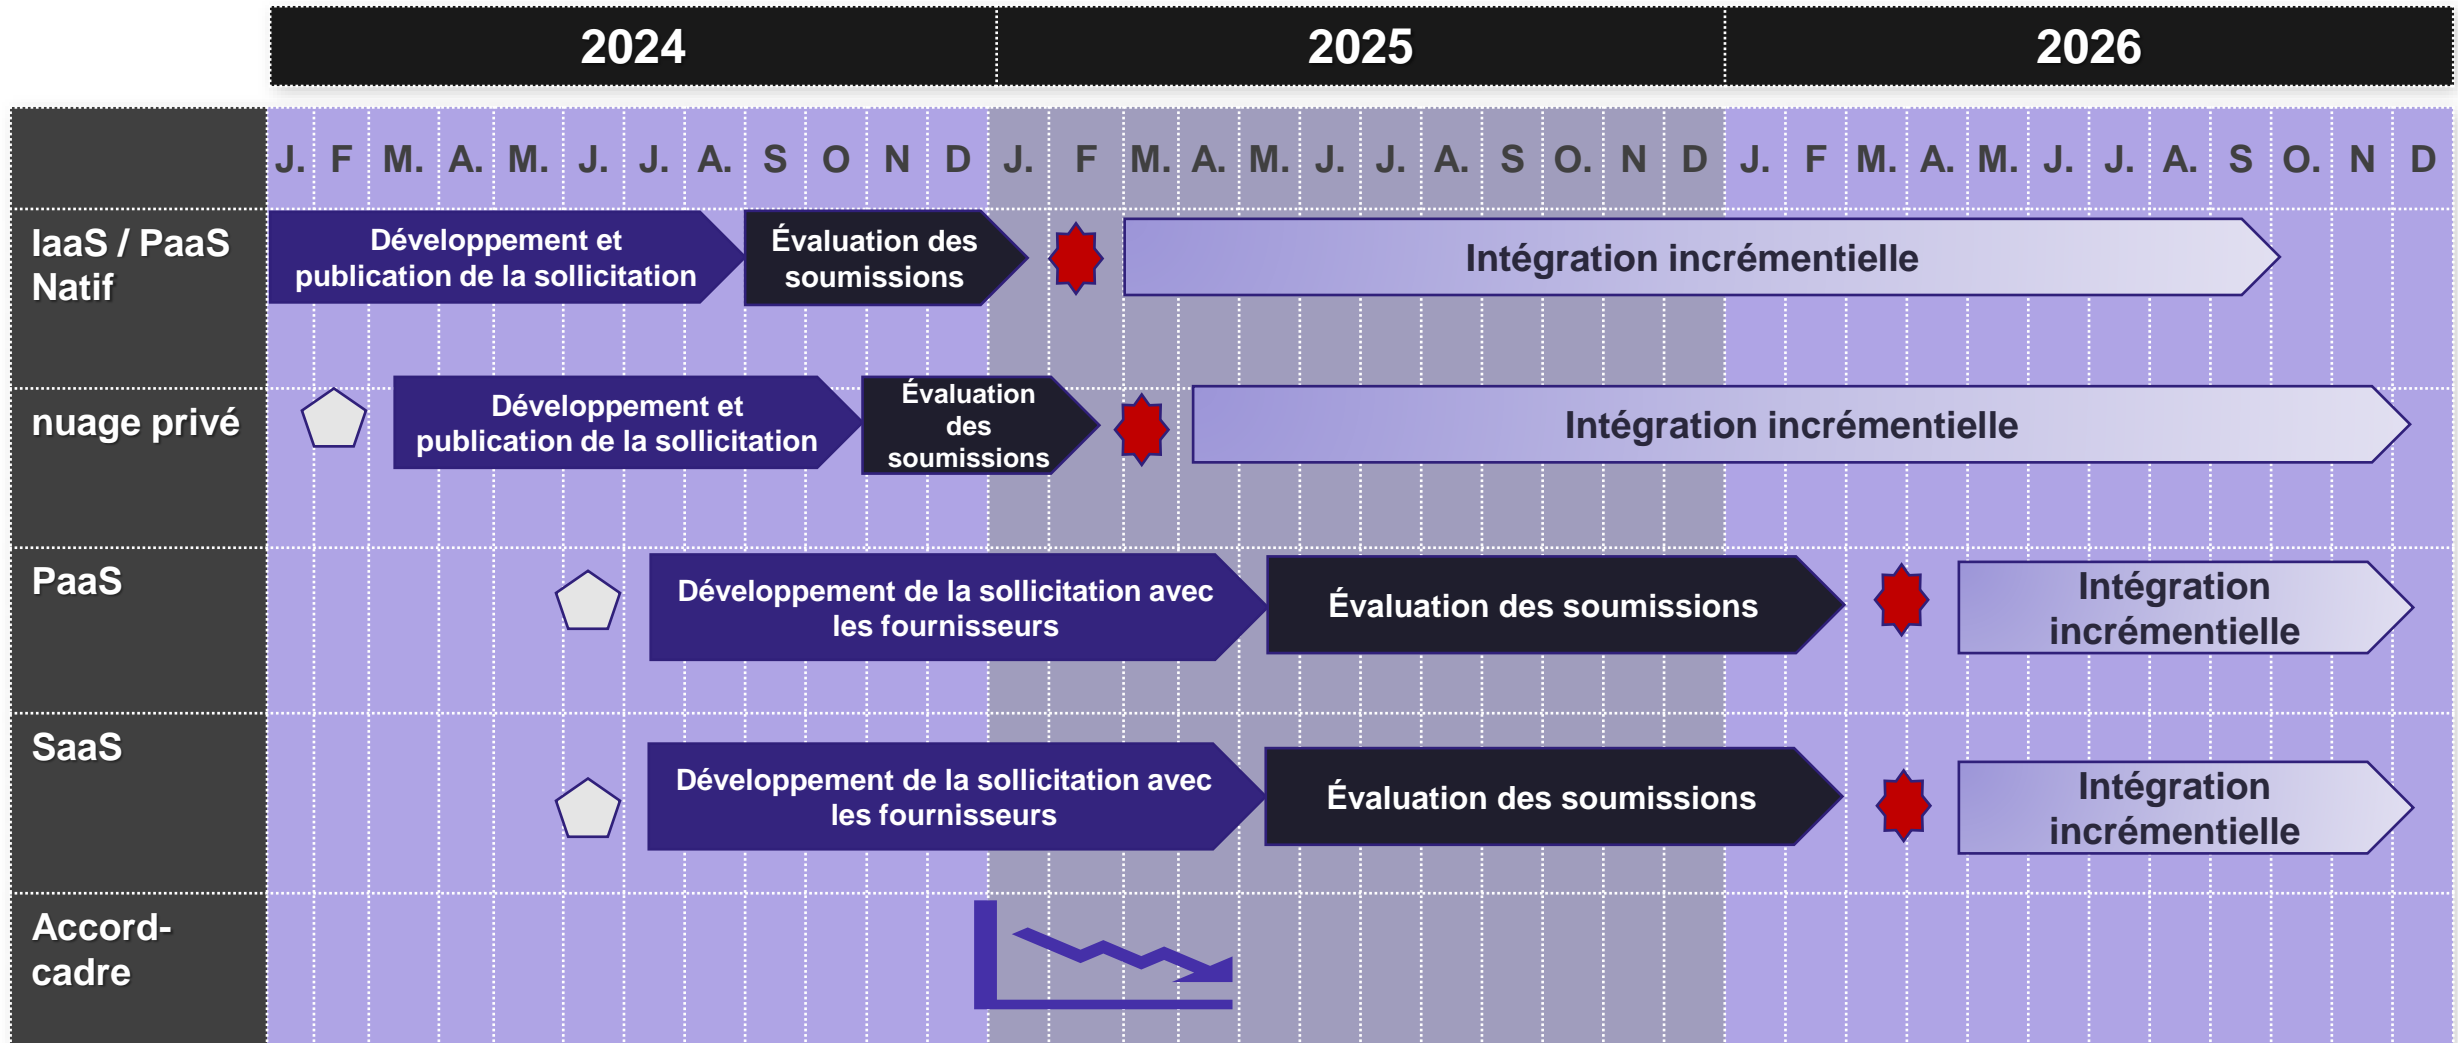 2024 2025 2026
J. F M. A. M. J. J. A. S O N D J. F M. A. M. J. J. A. S O. N D J. F M. A. M. J. J. A. S O. N D
IaaS / PaaS
Natif
Développement et
publication de la sollicitation
Évaluation des
soumissions
Intégration incrémentielle
nuage privé
Développement et
publication de la sollicitation
Évaluation
des
soumissions
Intégration incrémentielle
PaaS
Développement de la sollicitation avec
les fournisseurs
Évaluation des soumissions
Intégration
incrémentielle
SaaS
Développement de la sollicitation avec
les fournisseurs
Évaluation des soumissions
Intégration
incrémentielle
Accord-
cadre